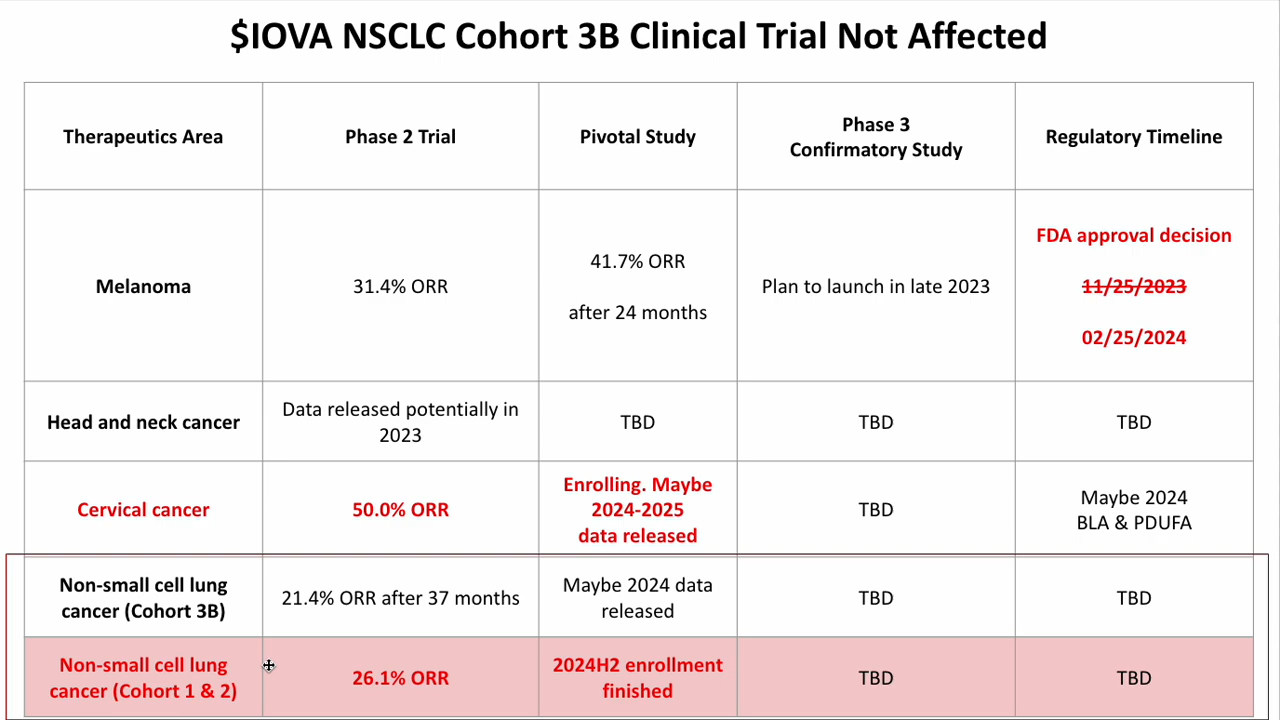 $IOVA NSCLC Cohort 3B Clinical Trial Not Affected
Therapeutics Area
Phase 2 Trial
Pivotal Study
Phase 3
Confirmatory Study
Regulatory Timeline
Melanoma
31.4% ORR
41.7% ORR
after 24 months
Plan to launch in late 2023
FDA approval decision
11/25/2023
02/25/2024
Head and neck cancer
Data released potentially in
2023
TBD
TBD
TBD
Cervical cancer
50.0% ORR
Enrolling. Maybe
2024-2025
data released
TBD
Maybe 2024
BLA & PDUFA
Non-small cell lung
cancer (Cohort 3B)
21.4% ORR after 37 months
Maybe 2024 data
released
TBD
TBD
Non-small cell lung
cancer (Cohort 1 & 2)
26.1% ORR
2024H2 enrollment
finished
TBD
TBD